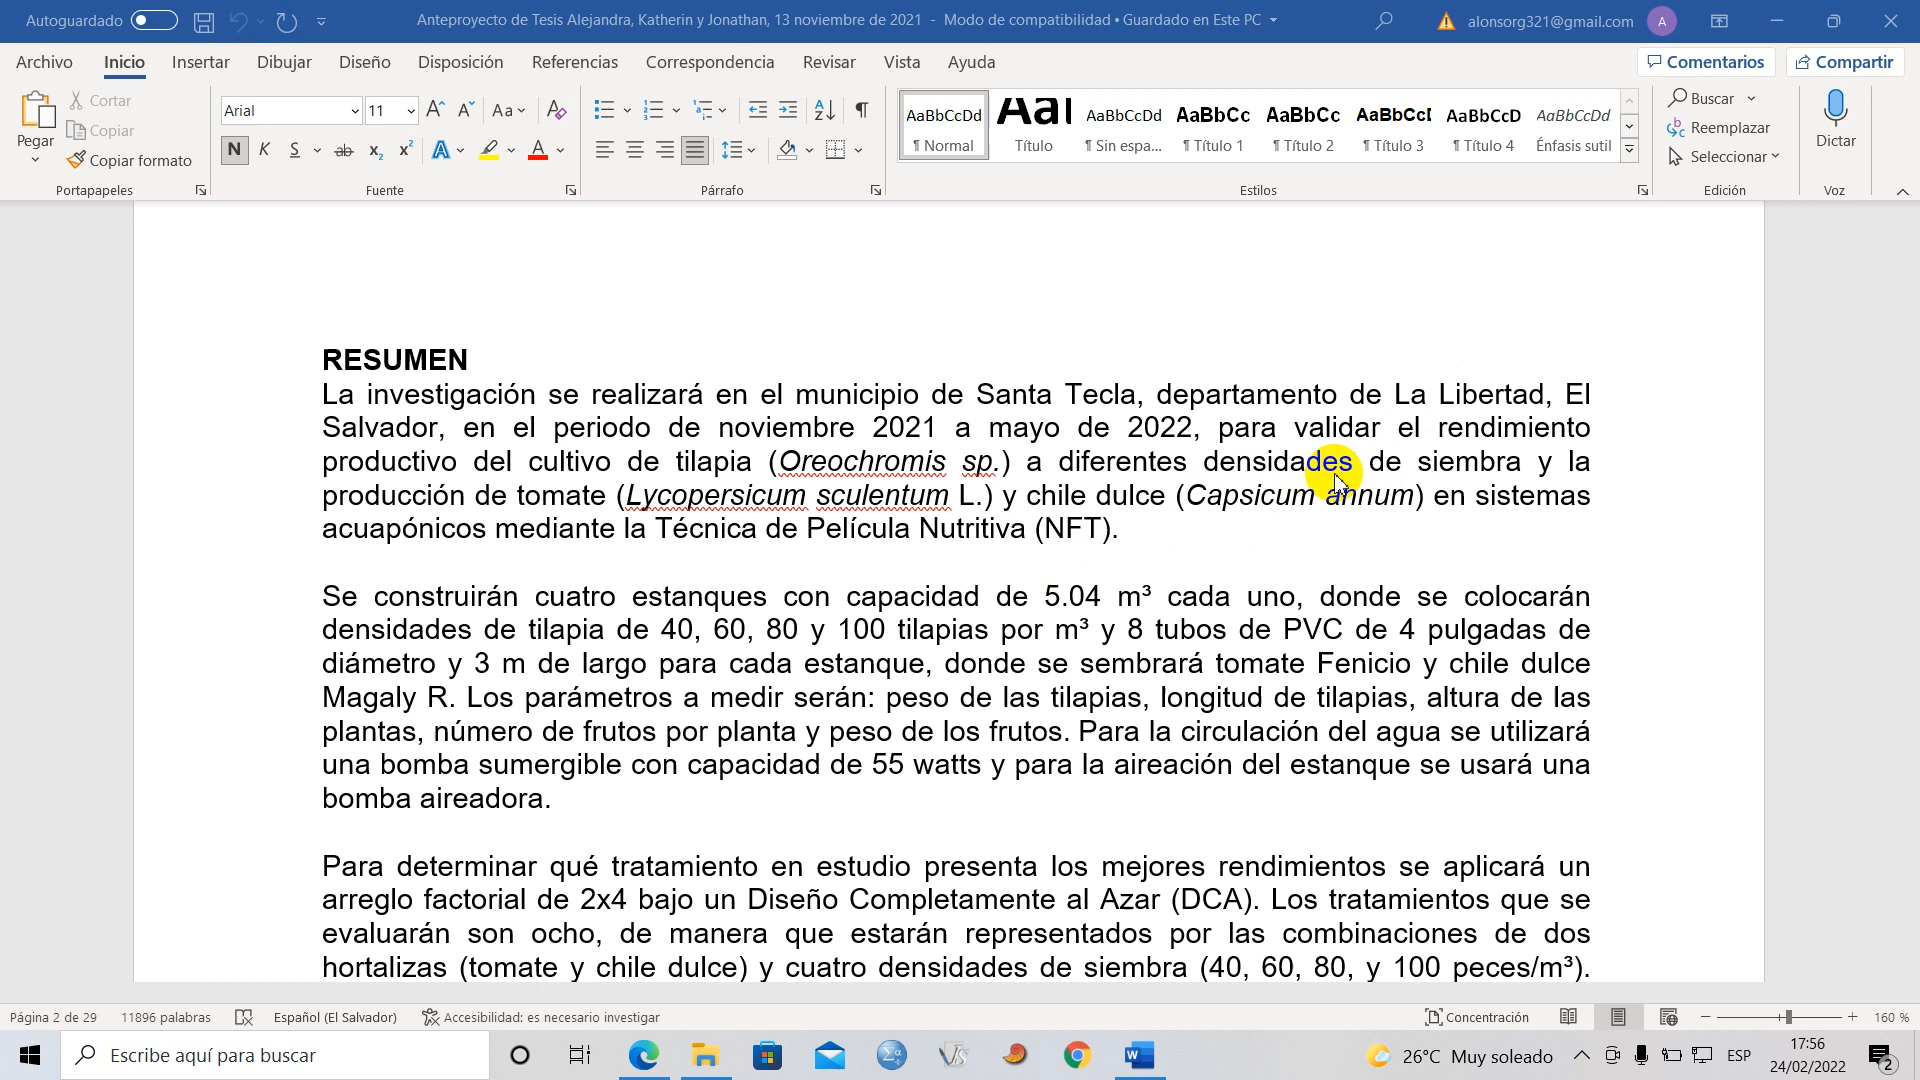 Autoguardado
Anteproyecto de Tesis Alejandra, Katherin y Jonathan, 13 noviembre de 2021 - Modo de compatibilidad • Guardado en Este PC
alonsorg321@gmail.com A
Archivo Inicio Insertar Dibujar Diseño Disposición Referencias Correspondencia Revisar Vista Ayuda Comentarios Compartir
Pegar
Cortar
Copiar
Copiar formato
Portapapeles
Arial 11
Fuente
Párrafo
AaBbCcDd AaI AaBbCcDd AaBbCc AaBbCc AaBbCcI AaBbCcD AaBbCcDd
¶ Normal Título ¶ Sin espa... ¶ Título 1 ¶ Título 2 ¶ Título 3 ¶ Título 4 Énfasis sutil
Estilos
Buscar
Reemplazar
Seleccionar
Edición
Dictar
Voz
RESUMEN
La investigación se realizará en el municipio de Santa Tecla, departamento de La Libertad, El
Salvador, en el periodo de noviembre 2021 a mayo de 2022, para validar el rendimiento
productivo del cultivo de tilapia (Oreochromis sp.) a diferentes densidades de siembra y la
producción de tomate (Lycopersicum sculentum L.) y chile dulce (Capsicum annum) en sistemas
acuapónicos mediante la Técnica de Película Nutritiva (NFT).
Se construirán cuatro estanques con capacidad de 5.04 m³ cada uno, donde se colocarán
densidades de tilapia de 40, 60, 80 y 100 tilapias por m³ y 8 tubos de PVC de 4 pulgadas de
diámetro y 3 m de largo para cada estanque, donde se sembrará tomate Fenicio y chile dulce
Magaly R. Los parámetros a medir serán: peso de las tilapias, longitud de tilapias, altura de las
plantas, número de frutos por planta y peso de los frutos. Para la circulación del agua se utilizará
una bomba sumergible con capacidad de 55 watts y para la aireación del estanque se usará una
bomba aireadora.
Para determinar qué tratamiento en estudio presenta los mejores rendimientos se aplicará un
arreglo factorial de 2x4 bajo un Diseño Completamente al Azar (DCA). Los tratamientos que se
evaluarán son ocho, de manera que estarán representados por las combinaciones de dos
hortalizas (tomate y chile dulce) y cuatro densidades de siembra (40, 60, 80, y 100 peces/m³).
Página 2 de 29 11896 palabras Español (El Salvador) Accesibilidad: es necesario investigar Concentración 160 %
Escribe aquí para buscar
26°C Muy soleado ESP
17:56
24/02/2022
2